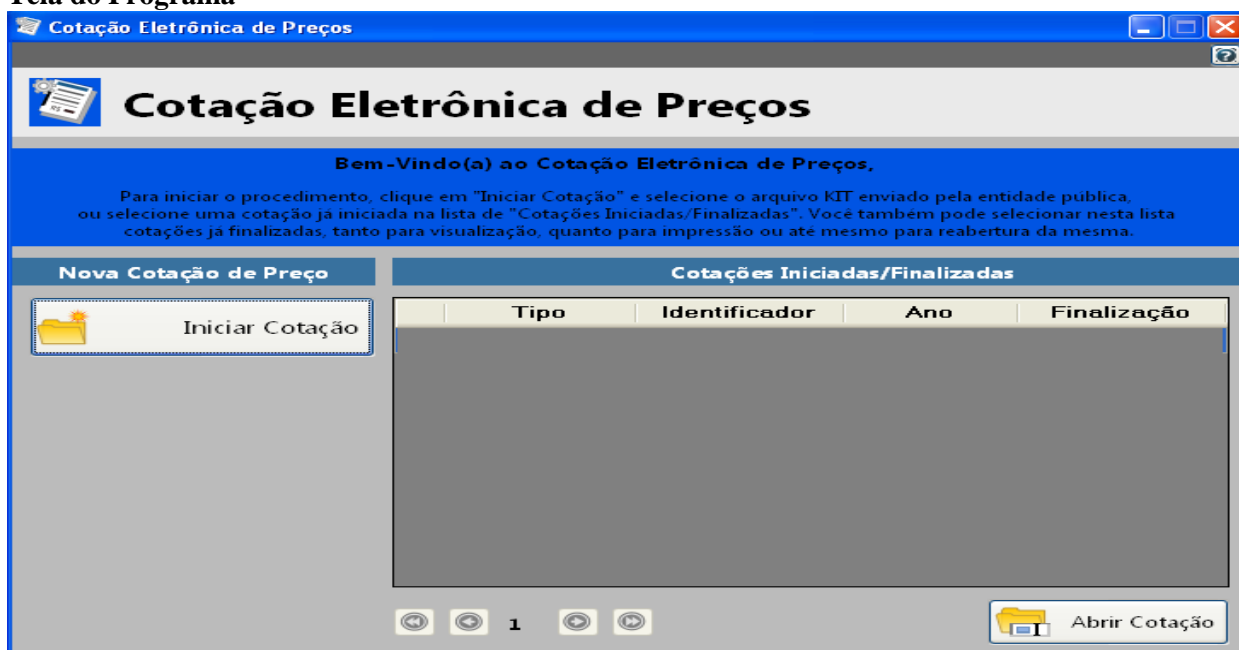 Tela do Programa
Cotação Eletrônica de Preços
Cotação Eletrônica de Preços
Bem-Vindo(a) ao Cotação Eletrônica de Preços,
Para iniciar o procedimento, clique em "Iniciar Cotação" e selecione o arquivo KIT enviado pela entidade pública,
ou selecione uma cotação já iniciada na lista de "Cotações Iniciadas/Finalizadas". Você também pode selecionar nesta lista
cotações já finalizadas, tanto para visualização, quanto para impressão ou até mesmo para reabertura da mesma.
Nova Cotação de Preço
Cotações Iniciadas/Finalizadas
Iniciar Cotação
Tipo Identificador Ano Finalização
1
Abrir Cotação